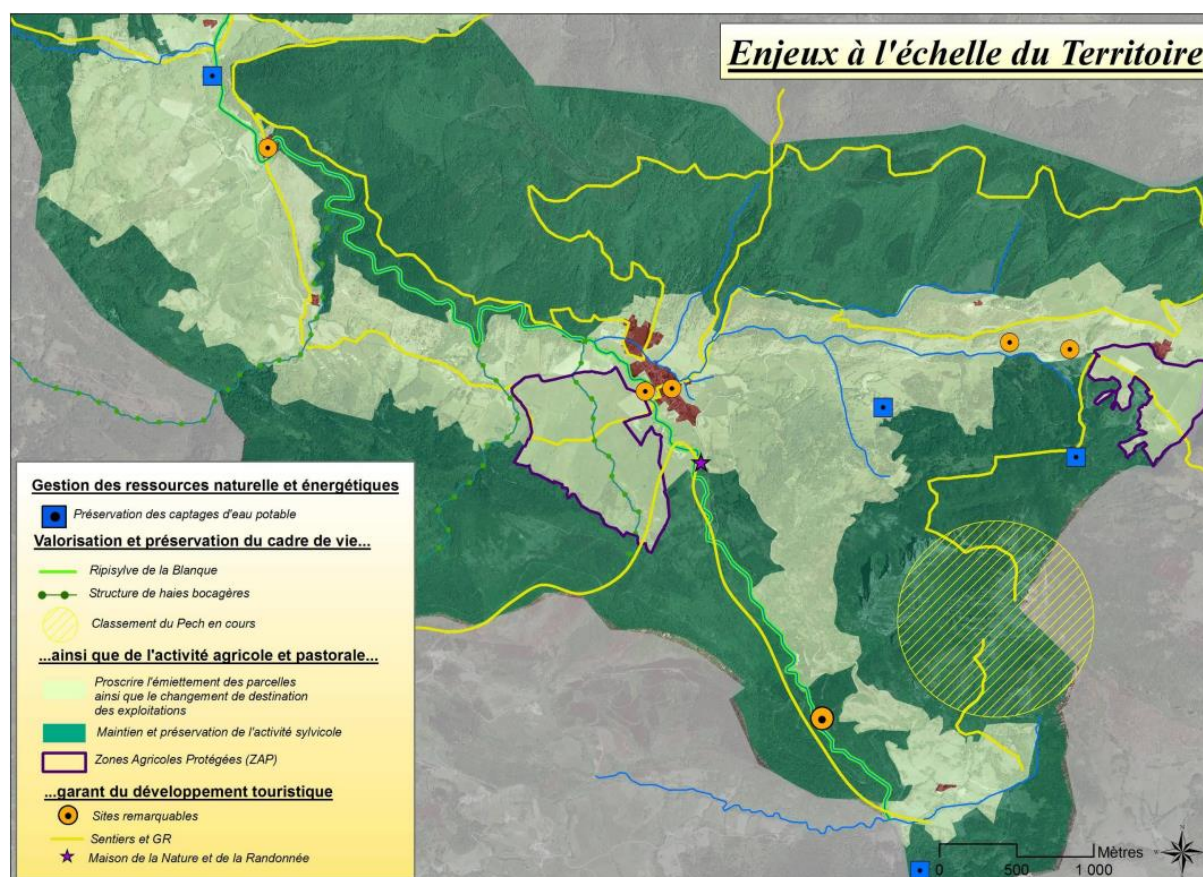 Enjeux à l'échelle du Territoire
Gestion des ressources naturelle et énergétiques
Préservation des captages d'eau potable
Valorisation et préservation du cadre de vie...
Ripisylve de la Blanque
Structure de haies bocagères
Classement du Pech en cours
...ainsi que de l'activité agricole et pastorale...
Proscrire l'émiettement des parcelles
ainsi que le changement de destination
des exploitations
Maintien et préservation de l'activité sylvicole
Zones Agricoles Protégées (ZAP)
...garant du développement touristique
Sites remarquables
Sentiers et GR
Maison de la Nature et de la Randonnée
Mètres
0 500 1 000